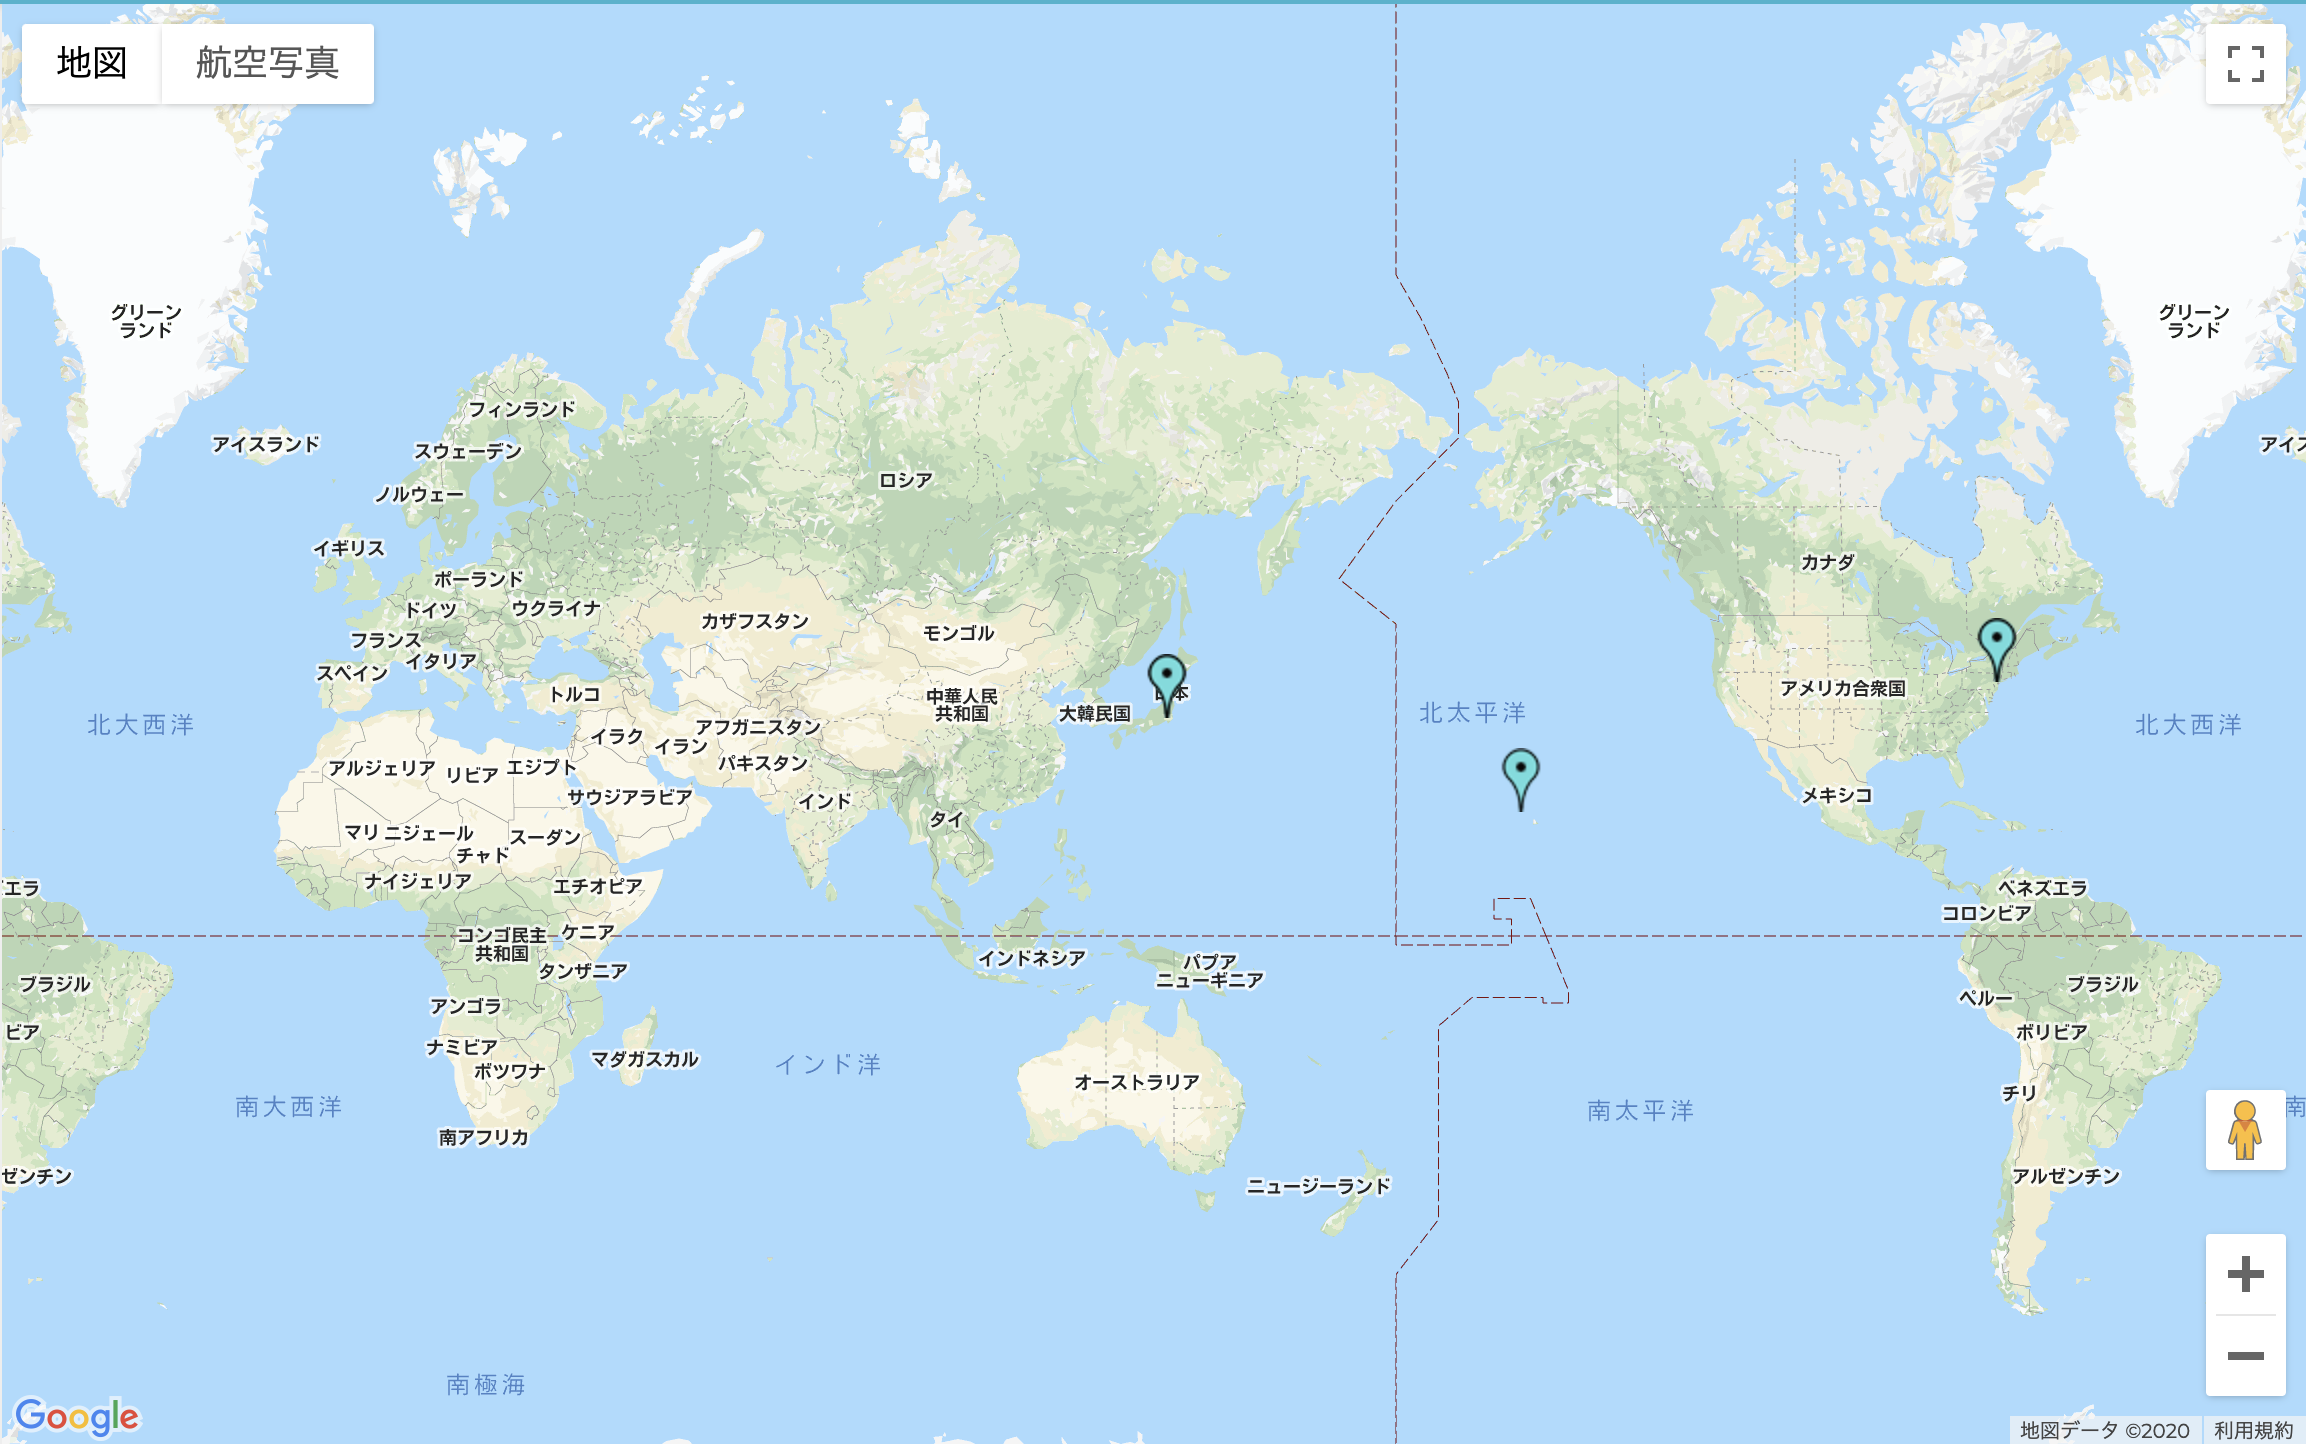 地図
航空写真
グリーン
ランド
グリーン
ランド
フィンランド
アイスランド
アイス
スウェーデン
ロシア
ノルウェー
イギリス
カナダ
ポーランド
ドイツ
ウクライナ
カザフスタン
フランス
モンゴル
イタリア
スペイン
トルコ
中華人民
共和国
日本
アメリカ合衆国
大韓民国
北太平洋
北大西洋
北大西洋
アフガニスタン
イラク
イラン
パキスタン
アルジェリア
リビア
エジプト
サウジアラビア
インド
メキシコ
タイ
マリ
ニジェール
スーダン
チャド
ナイジェリア
エチオピア
エラ
ベネズエラ
コロンビア
コンゴ民主
共和国
ケニア
インドネシア
パプア
ニューギニア
タンザニア
ブラジル
ブラジル
ペルー
アンゴラ
ビア
ボリビア
ナミビア
マダガスカル
ボツワナ
インド洋
オーストラリア
チリ
南大西洋
南太平洋
南
南アフリカ
ゼンチン
アルゼンチン
ニュージーランド
南極海
Google
地図データ ©2020
利用規約